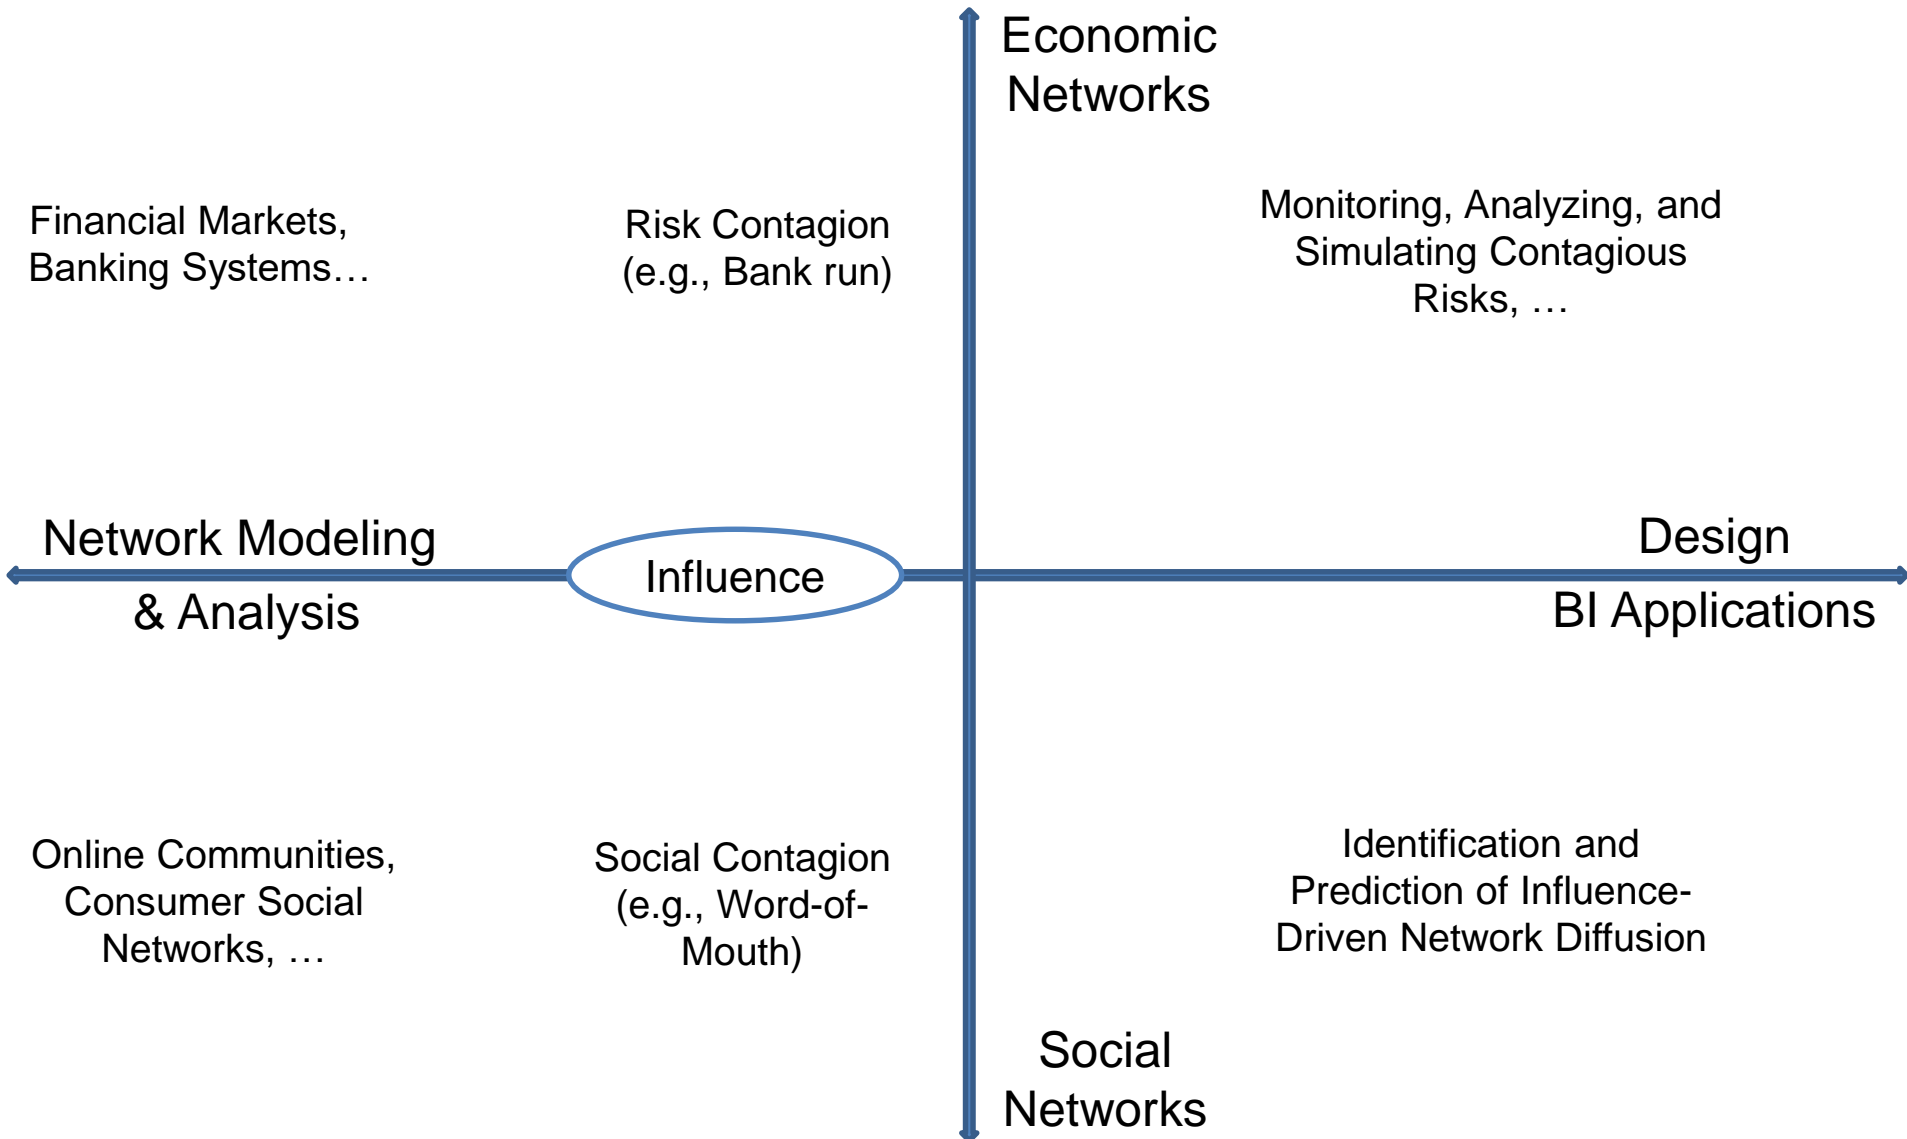 Economic
Networks
Financial Markets,
Banking Systems…
Risk Contagion
(e.g., Bank run)
Monitoring, Analyzing, and
Simulating Contagious
Risks, …
Network Modeling
& Analysis
Influence
Design
BI Applications
Online Communities,
Consumer Social
Networks, …
Social Contagion
(e.g., Word-of-
Mouth)
Identification and
Prediction of Influence-
Driven Network Diffusion
Social
Networks